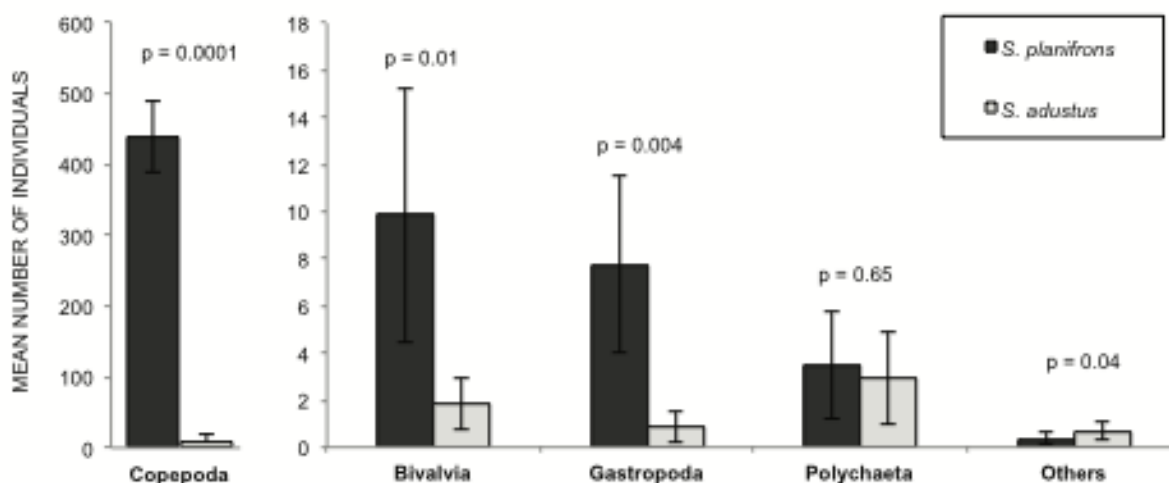 MEAN NUMBER OF INDIVIDUALS
600
500
400
300
200
100
0
p = 0.0001
Copepoda
18
16
14
12
10
8
6
4
2
0
p = 0.01
p = 0.004
p = 0.65
p = 0.04
Bivalvia
Gastropoda
Polychaeta
Others
S. planifrons
S. adustus